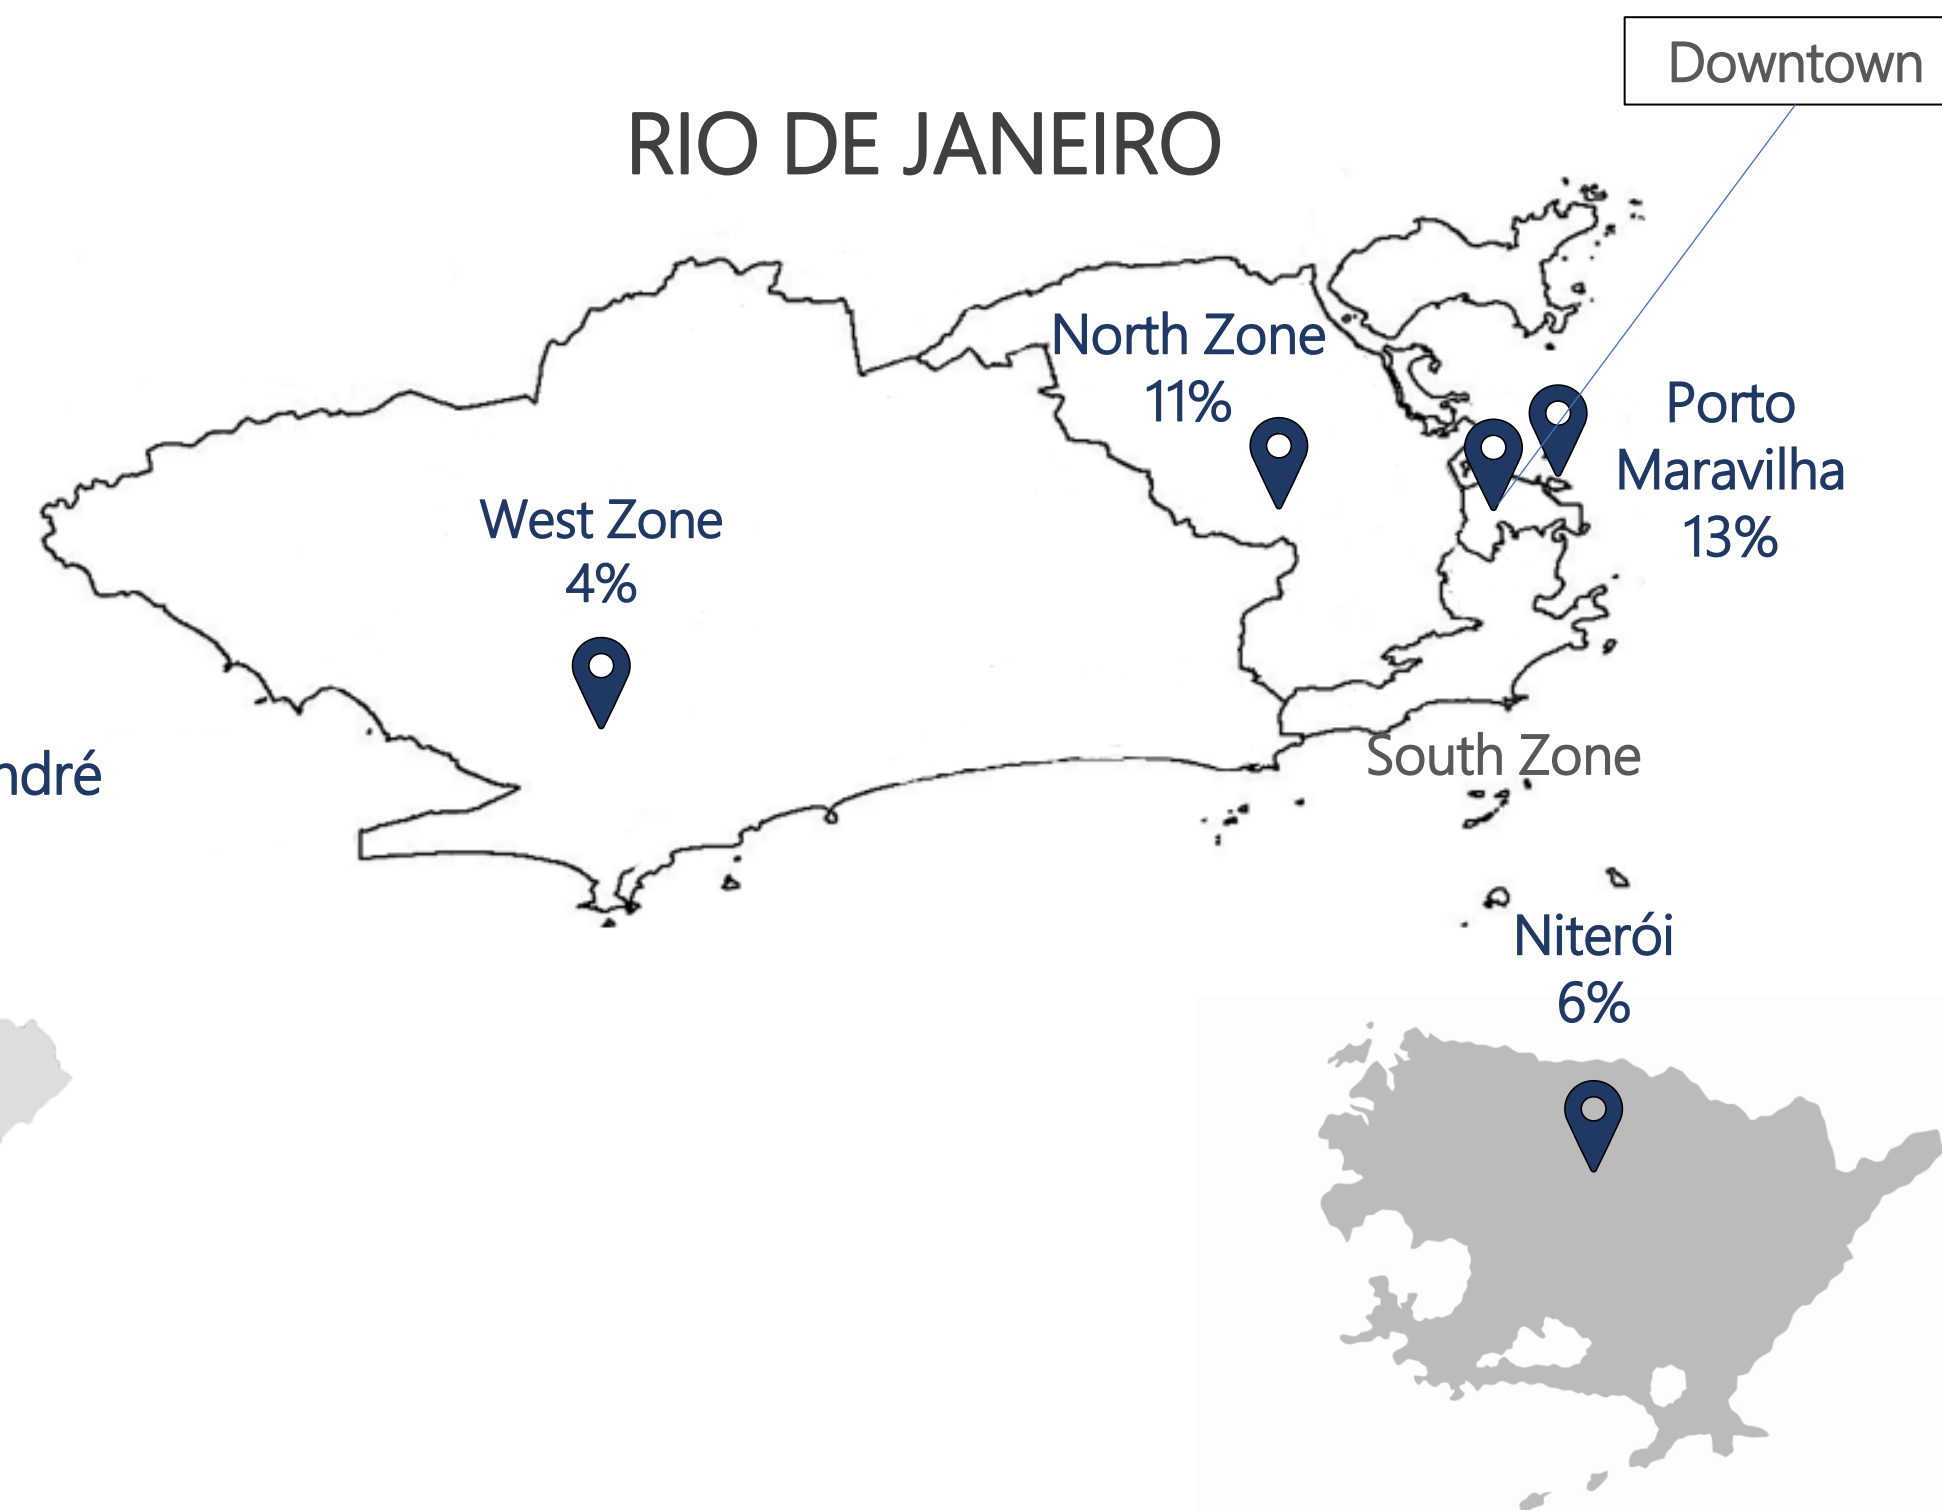 Downtown
RIO DE JANEIRO
North Zone
11%
Porto
Maravilha
13%
West Zone
4%
South Zone
ndré
Niterói
6%